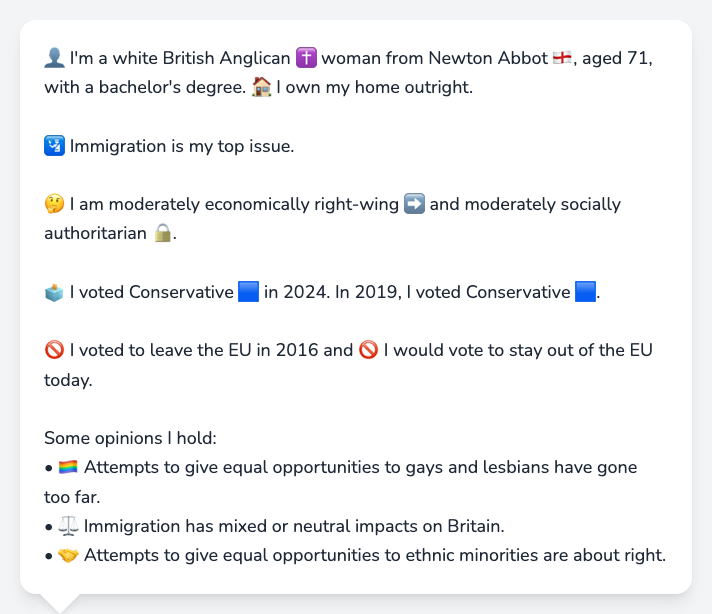 👤 I'm a white British Anglican ✝️ woman from Newton Abbot 🏴󠁧󠁢󠁥󠁮󠁧󠁿, aged 71,
with a bachelor's degree. 🏠 I own my home outright.
🛂 Immigration is my top issue.
🤔 I am moderately economically right-wing ➡️ and moderately socially
authoritarian 🔒.
🗳️ I voted Conservative 🟦 in 2024. In 2019, I voted Conservative 🟦.
🚫 I voted to leave the EU in 2016 and 🚫 I would vote to stay out of the EU
today.
Some opinions I hold:
• 🏳️‍🌈 Attempts to give equal opportunities to gays and lesbians have gone
too far.
• ⚖️ Immigration has mixed or neutral impacts on Britain.
• 🤝 Attempts to give equal opportunities to ethnic minorities are about right.